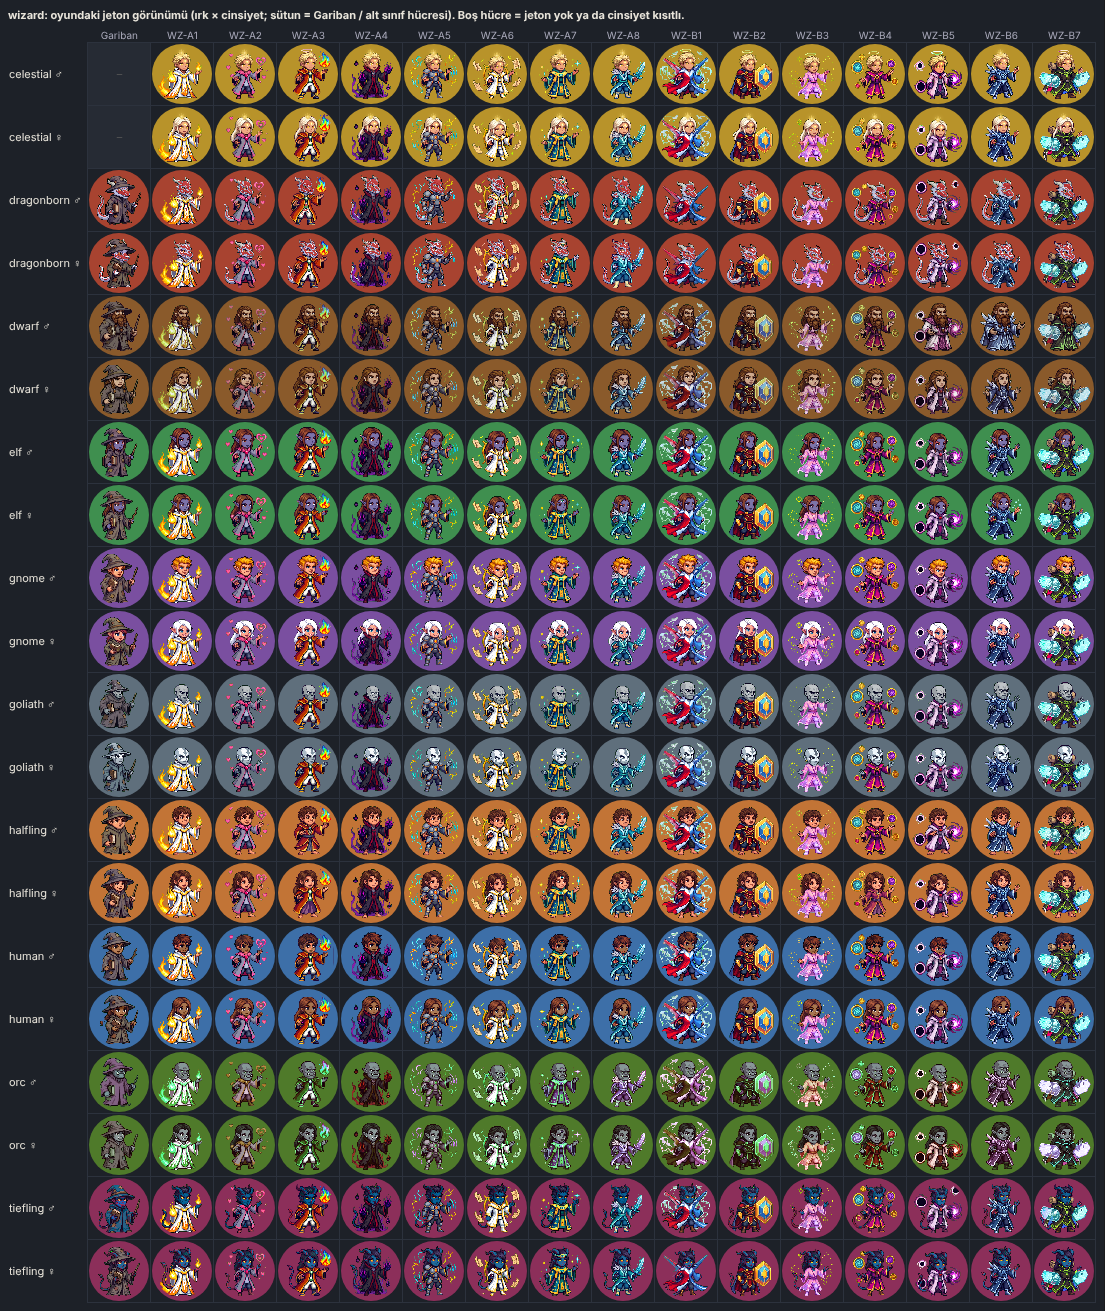 wizard: oyundaki jeton görünümü (ırk × cinsiyet; sütun = Gariban / alt sınıf hücresi). Boş hücre = jeton yok ya da cinsiyet kısıtlı.
Gariban WZ-A1 WZ-A2 WZ-A3 WZ-A4 WZ-A5 WZ-A6 WZ-A7 WZ-A8 WZ-B1 WZ-B2 WZ-B3 WZ-B4 WZ-B5 WZ-B6 WZ-B7
celestial ♂ –
celestial ♀ –
dragonborn ♂
dragonborn ♀
dwarf ♂
dwarf ♀
elf ♂
elf ♀
gnome ♂
gnome ♀
goliath ♂
goliath ♀
halfling ♂
halfling ♀
human ♂
human ♀
orc ♂
orc ♀
tiefling ♂
tiefling ♀